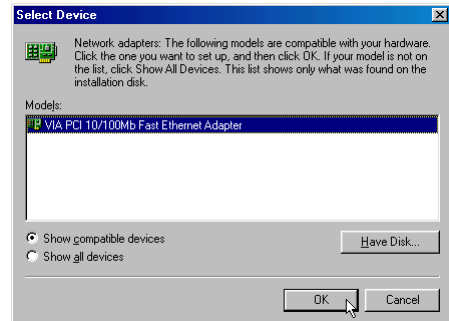 Select Device
Network adapters: The following models are compatible with your hardware.
Click the one you want to set up, and then click OK. If your model is not on
the list, click Show All Devices. This list shows only what was found on the
installation disk.
Models:
VIA PCI 10/100Mb Fast Ethernet Adapter
Show compatible devices
Show all devices
Have Disk...
OK
Cancel